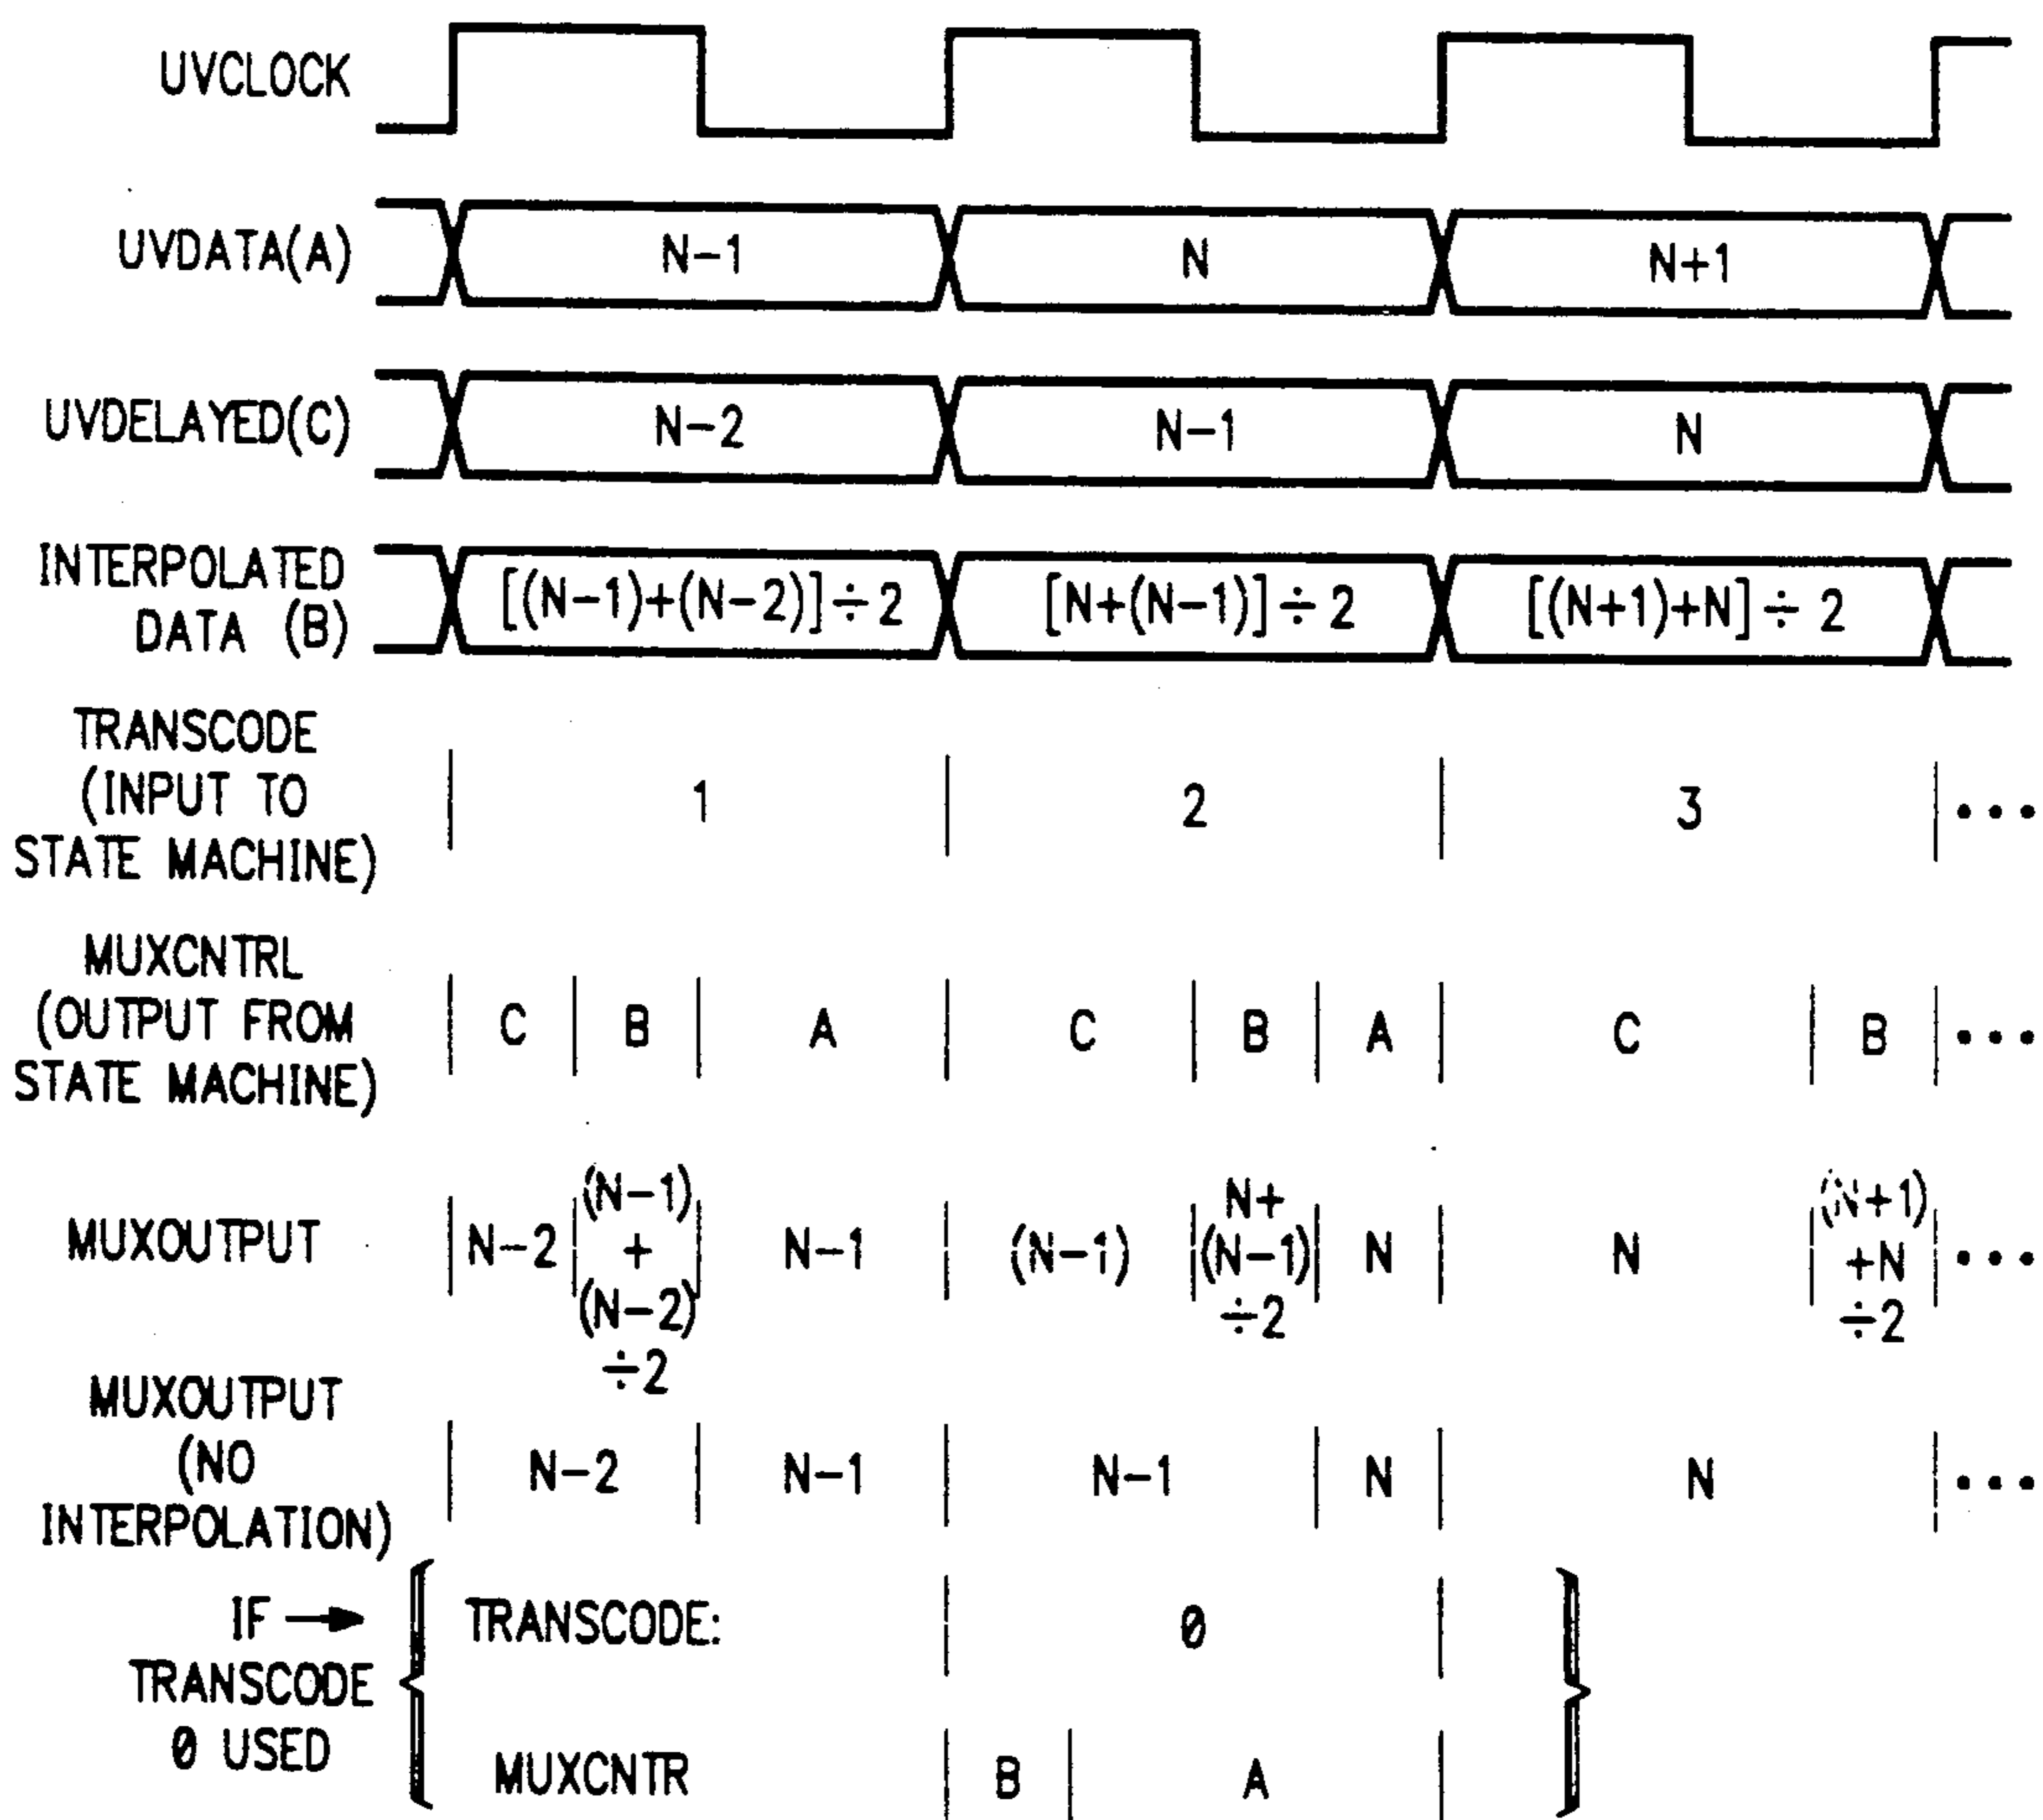 UVCLOCK
UVDATA(A) N-1 N N+1
UVDELAYED(C) N-2 N-1 N
INTERPOLATED
DATA (B) [(N-1)+(N-2)]÷2 [N+(N-1)]÷2 [(N+1)+N]÷2
TRANSCODE
(INPUT TO
STATE MACHINE) 1 2 3 •••
MUXCNTRL
(OUTPUT FROM
STATE MACHINE) C B A C B A C B •••
MUXOUTPUT N-2 (N-1)
+
(N-2)
÷2 N-1 (N-1) N+
(N-1)
÷2 N N (N+1)
+N
÷2 •••
MUXOUTPUT
(NO
INTERPOLATION) N-2 N-1 N-1 N N •••
IF → TRANSCODE: 0
TRANSCODE
0 USED
MUXCNTR B A